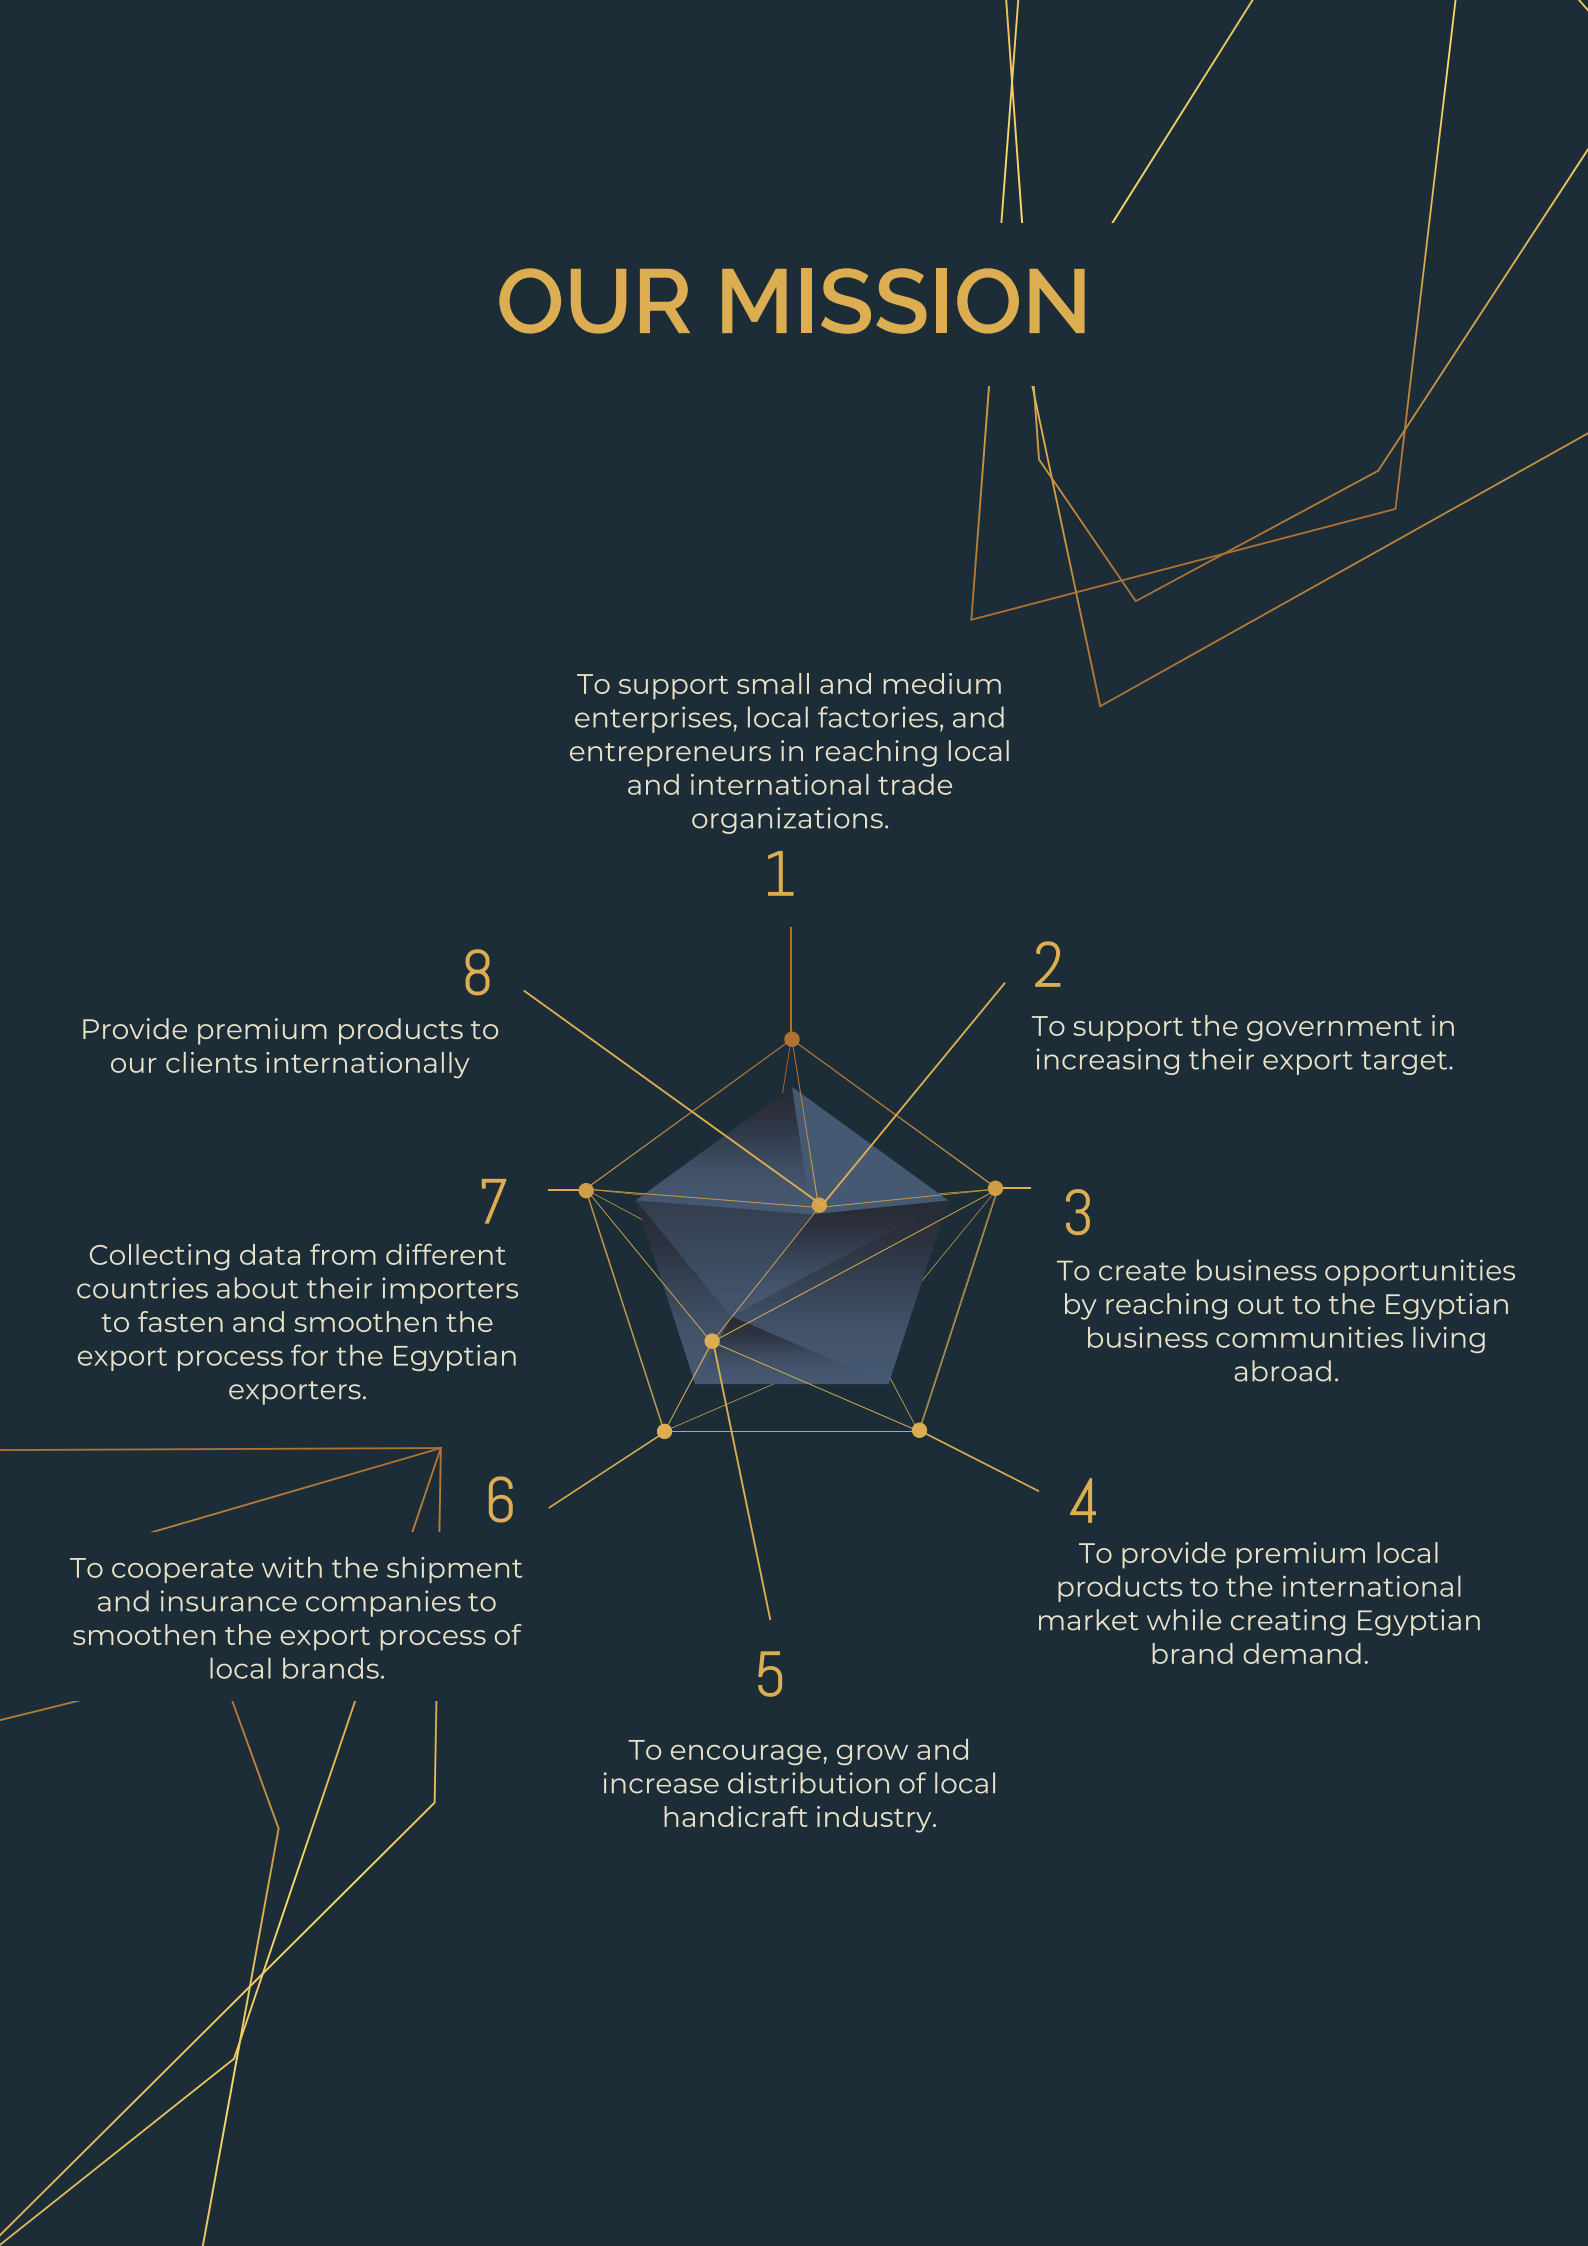 OUR MISSION
To support small and medium
enterprises, local factories, and
entrepreneurs in reaching local
and international trade
organizations.
1
2
To support the government in
increasing their export target.
3
To create business opportunities
by reaching out to the Egyptian
business communities living
abroad.
4
To provide premium local
products to the international
market while creating Egyptian
brand demand.
5
To encourage, grow and
increase distribution of local
handicraft industry.
6
To cooperate with the shipment
and insurance companies to
smoothen the export process of
local brands.
7
Collecting data from different
countries about their importers
to fasten and smoothen the
export process for the Egyptian
exporters.
8
Provide premium products to
our clients internationally